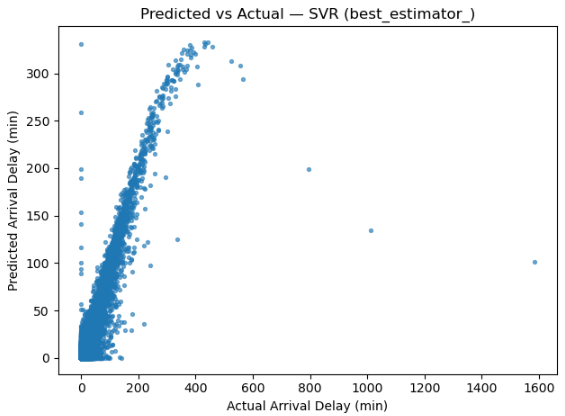 Predicted vs Actual — SVR (best_estimator_)
Predicted Arrival Delay (min)
300
250
200
150
100
50
0
0 200 400 600 800 1000 1200 1400 1600
Actual Arrival Delay (min)